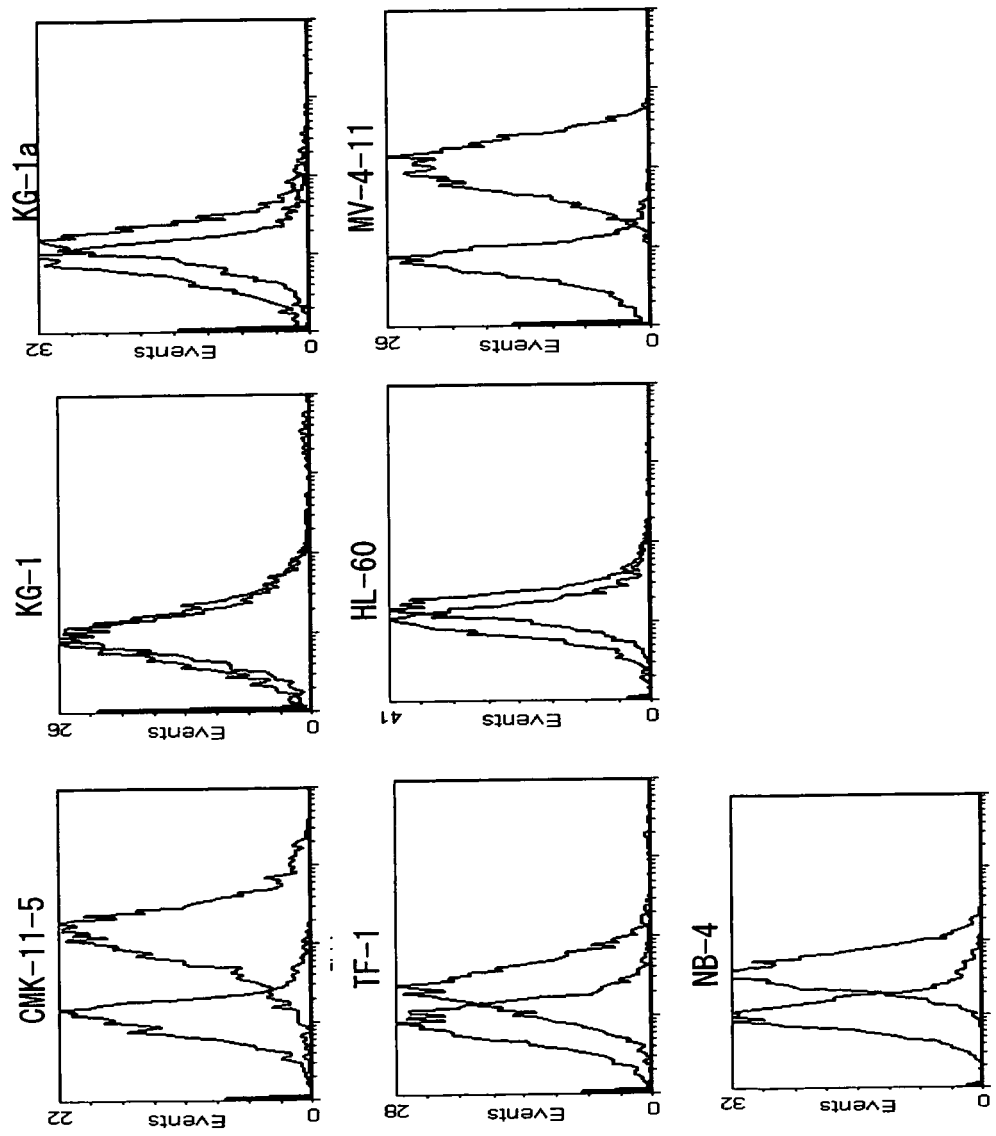 CMK-11-5
22
Events
0
KG-1
26
Events
0
KG-1a
32
Events
0
TF-1
28
Events
0
HL-60
41
Events
0
MV-4-11
26
Events
0
NB-4
32
Events
0